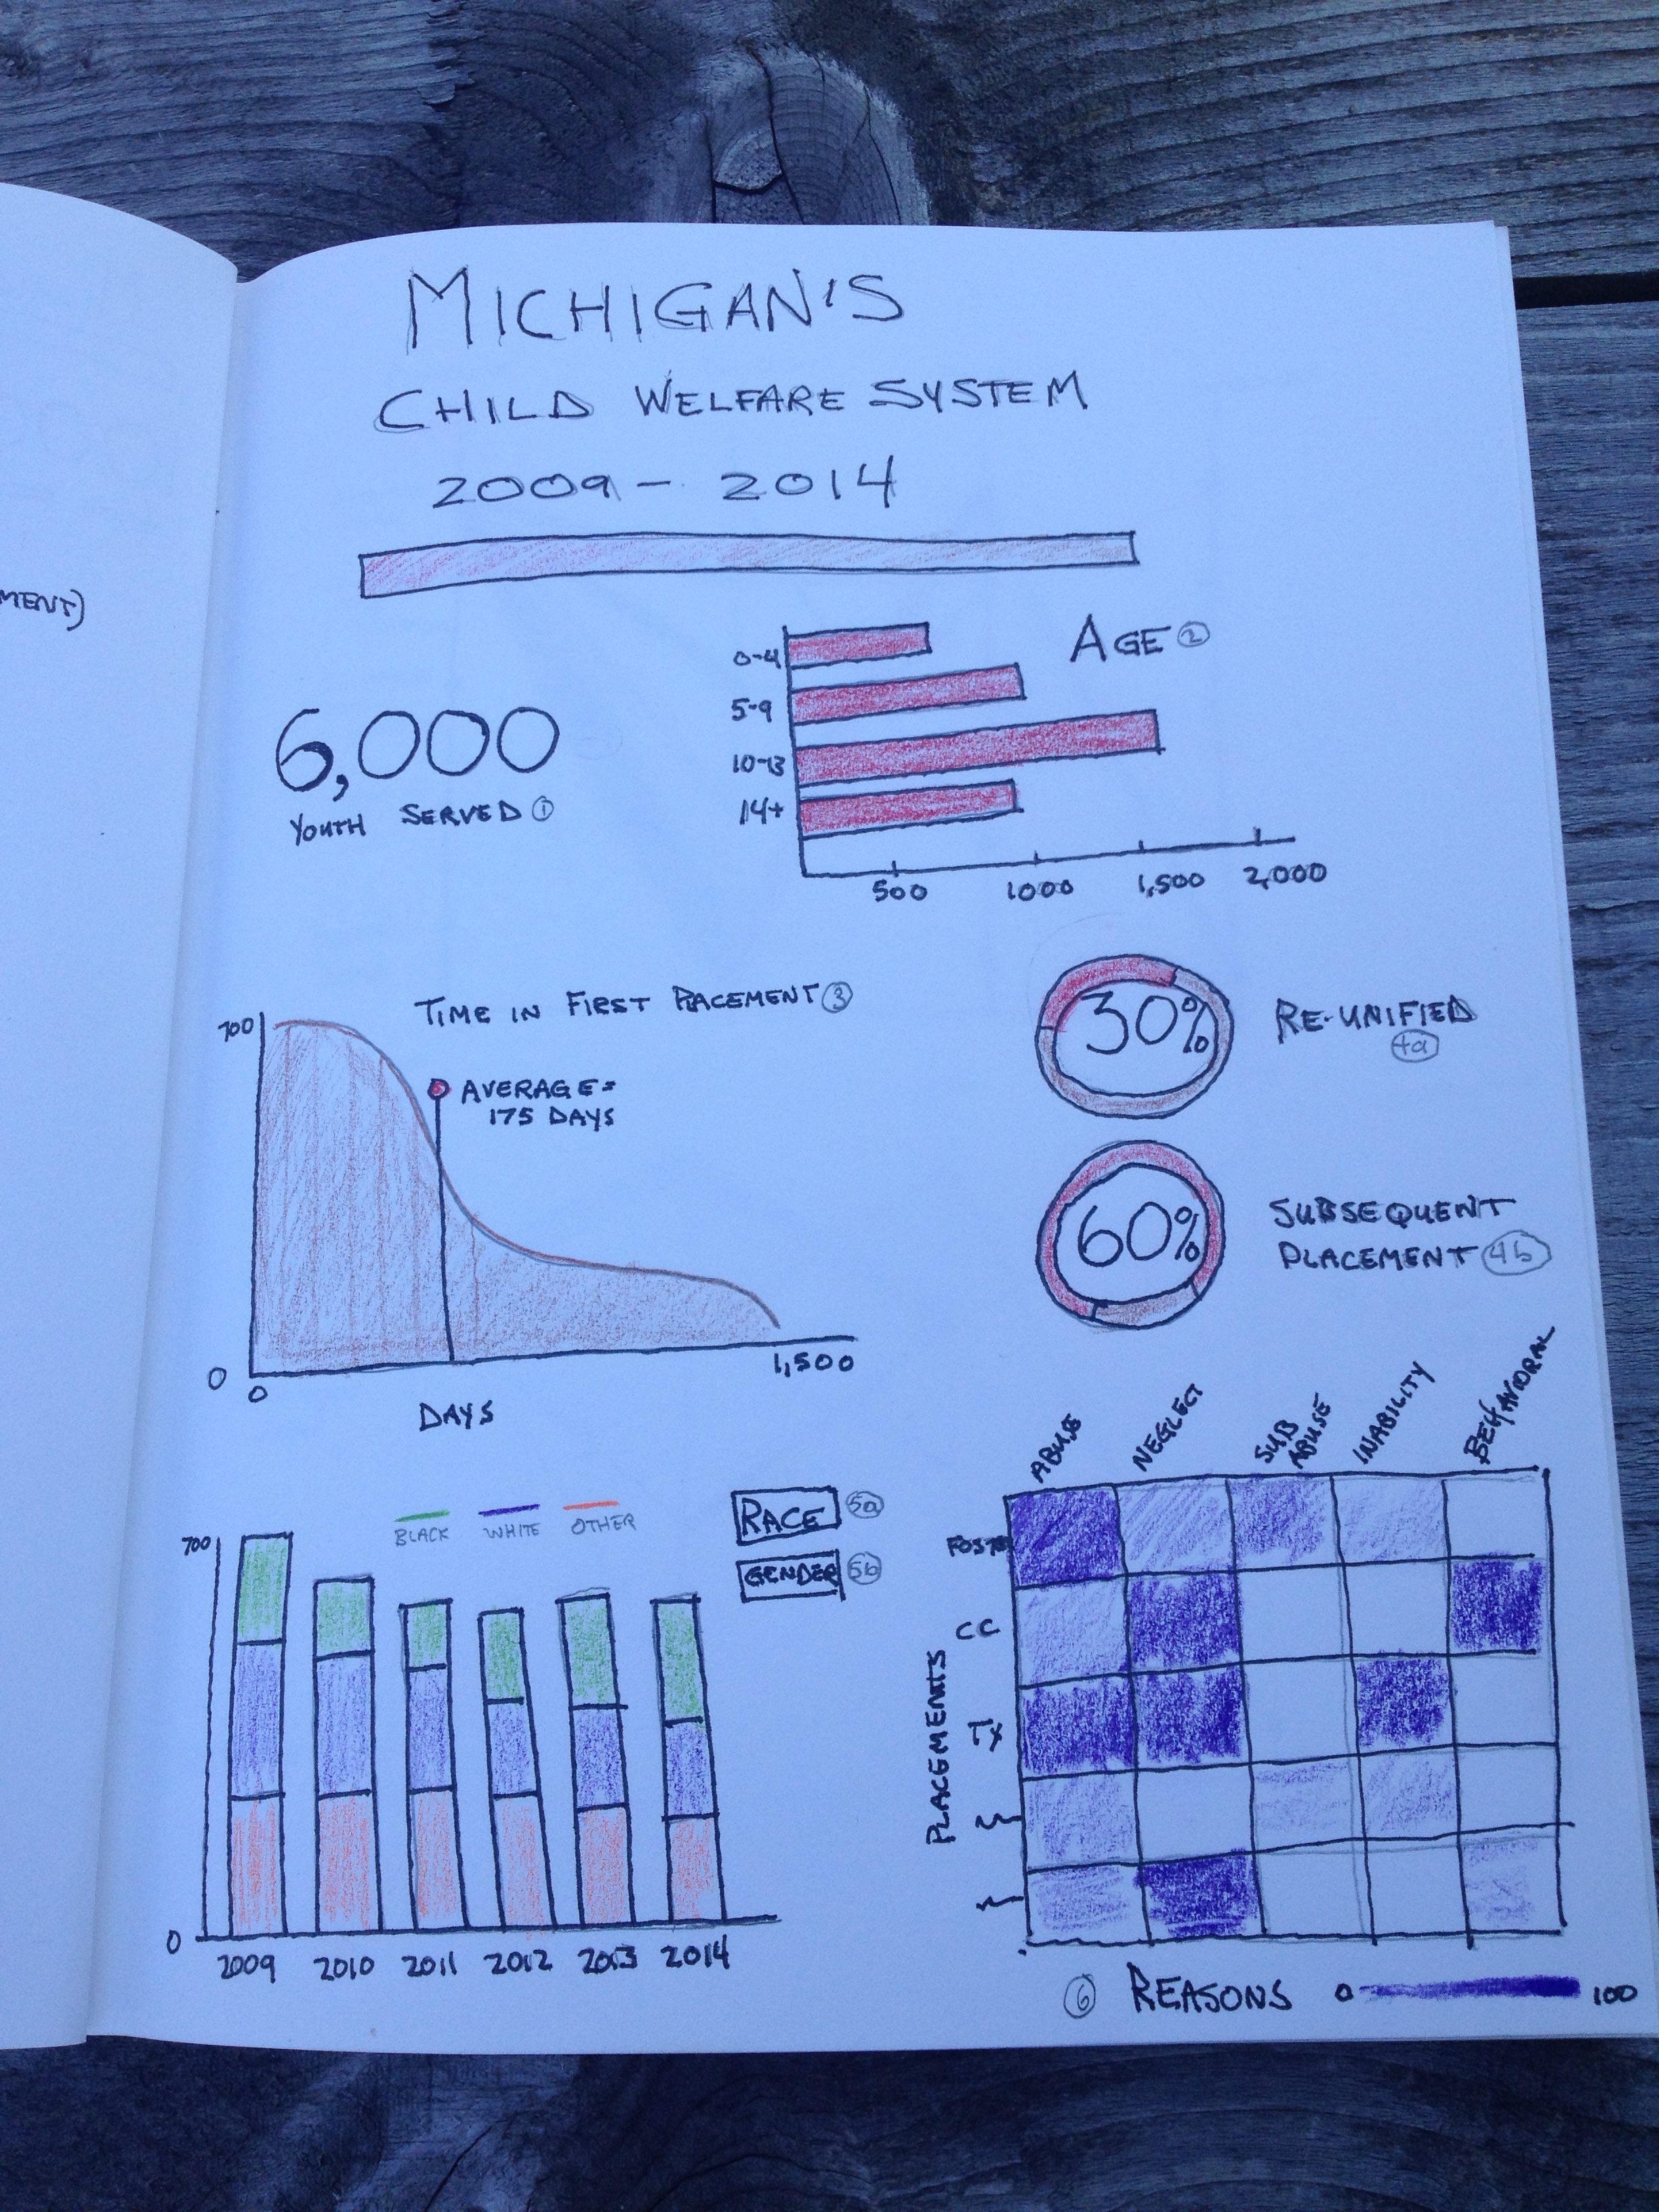 MENT)
MICHIGAN'S
CHILD WELFARE SYSTEM
2009 - 2014
AGE 2
0-4
5-9
10-13
14+
500 1000 1,500 2,000
6,000
YOUTH SERVED 1
TIME IN FIRST PLACEMENT 3
700
AVERAGE =
175 DAYS
0
0 1,500
DAYS
30%
RE-UNIFIED
4a
60%
SUBSEQUENT
PLACEMENT 4b
RACE 5a
GENDER 5b
BLACK WHITE OTHER
700
0
2009 2010 2011 2012 2013 2014
ABUSE NEGLECT SUB ABUSE INABILITY BEHAVIORAL
PLACEMENTS
FOSTER
CC
Tx
6 REASONS 0 100